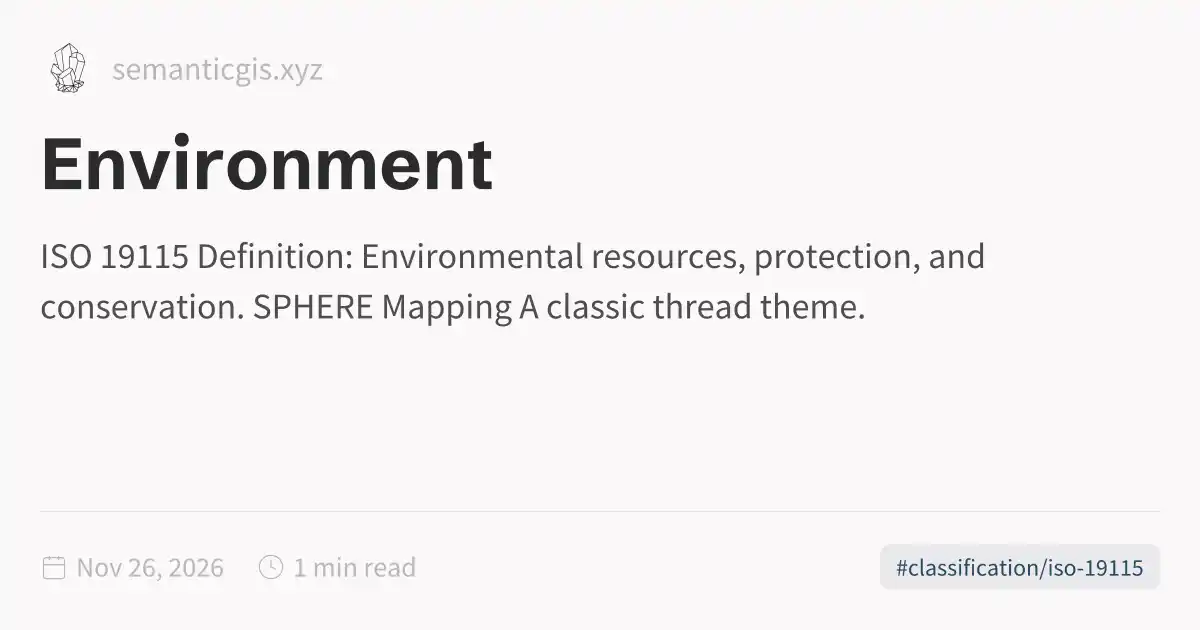 semanticgis.xyz
Environment
ISO 19115 Definition: Environmental resources, protection, and
conservation. SPHERE Mapping A classic thread theme.
Nov 26, 2026 1 min read #classification/iso-19115